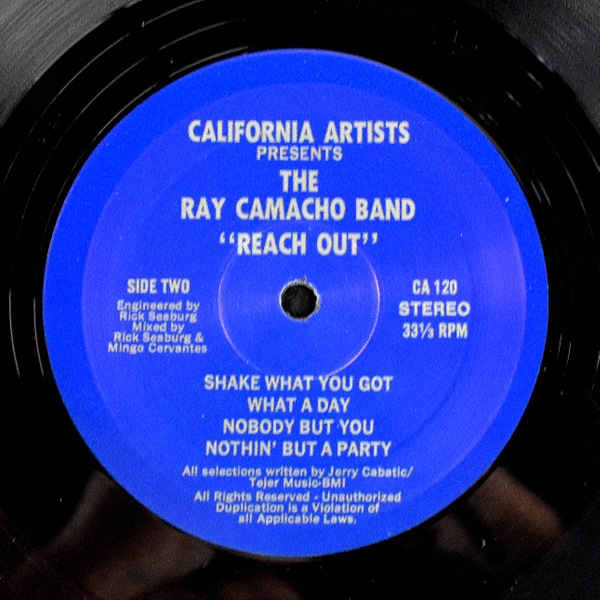 CALIFORNIA ARTISTS
PRESENTS
THE
RAY CAMACHO BAND
"REACH OUT"
SIDE TWO
Engineered by
Rick Seaburg
Mixed by
Rick Seaburg &
Mingo Cervantes
CA 120
STEREO
33⅓ RPM
SHAKE WHAT YOU GOT
WHAT A DAY
NOBODY BUT YOU
NOTHIN' BUT A PARTY
All selections written by Jerry Cabatic/
Tejer Music-BMI
All Rights Reserved - Unauthorized
Duplication is a Violation of
all Applicable Laws.